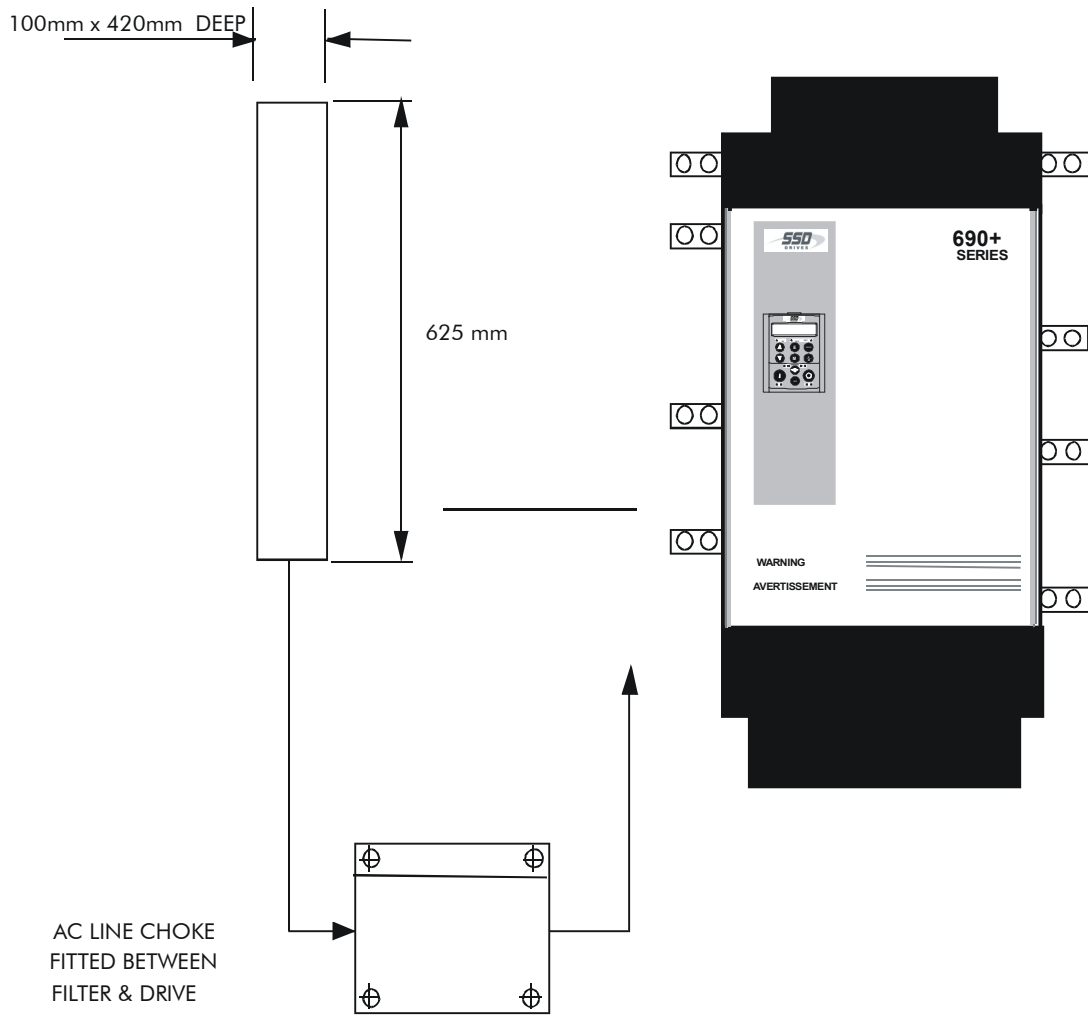 100mm x 420mm DEEP
SSD
DRIVES
690+
SERIES
625 mm
WARNING
AVERTISSEMENT
AC LINE CHOKE
FITTED BETWEEN
FILTER & DRIVE